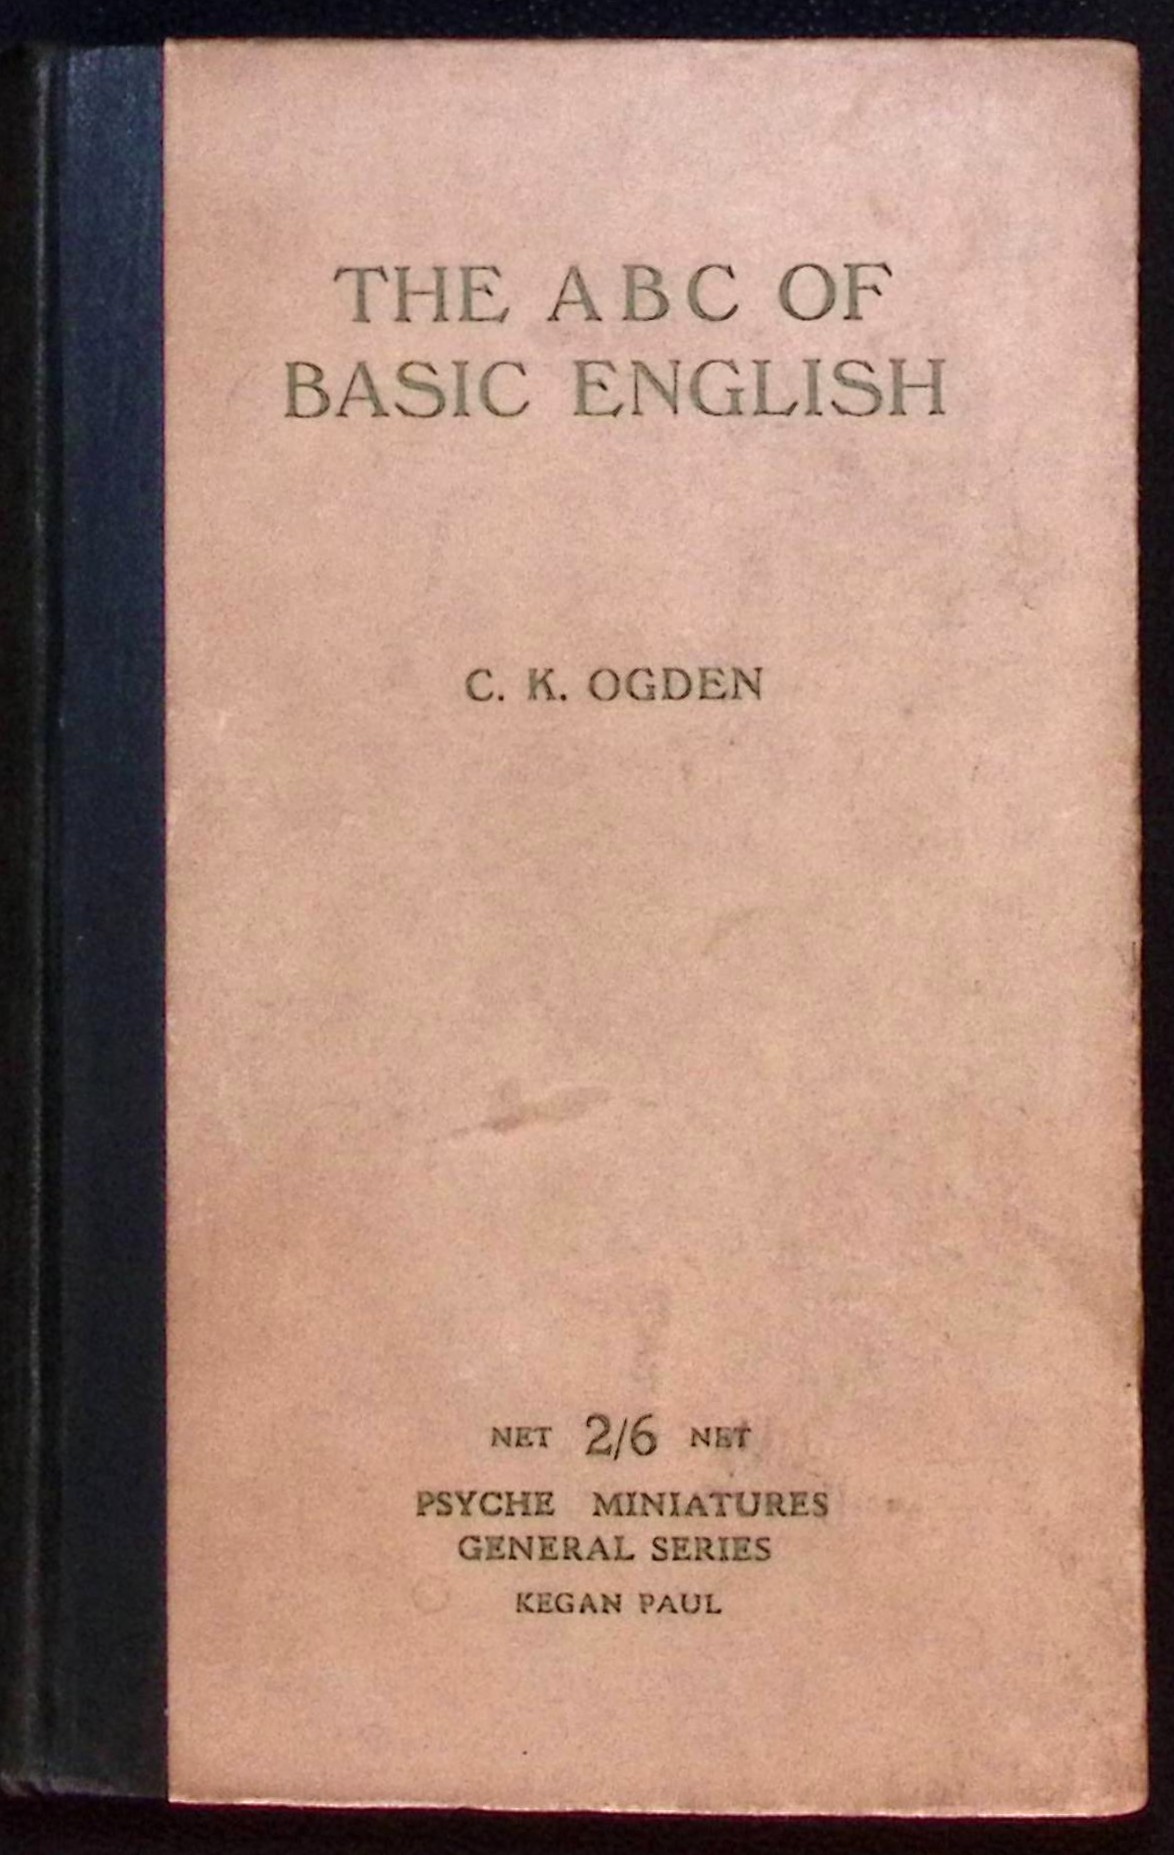 THE ABC OF
BASIC ENGLISH
C. K. OGDEN
NET 2/6 NET
PSYCHE MINIATURES
GENERAL SERIES
KEGAN PAUL